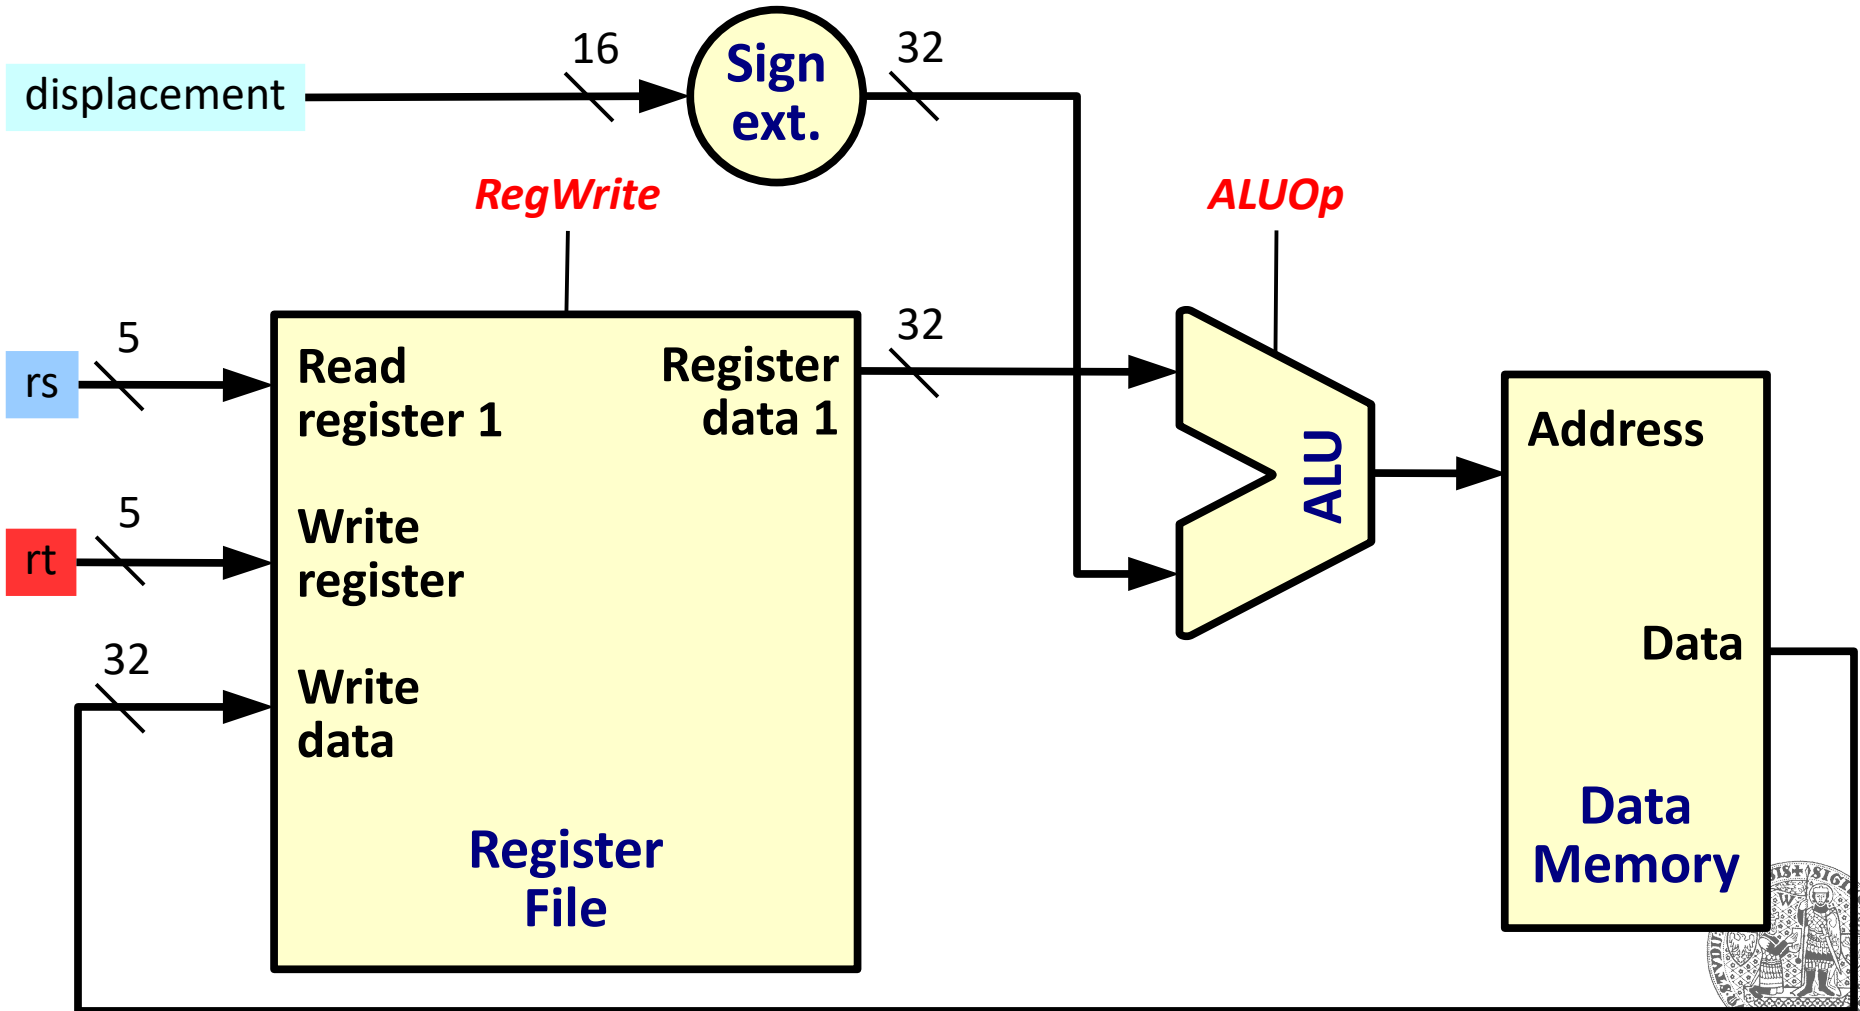 displacement
16
Sign
ext.
32
RegWrite
ALUOp
rs
5
Read
register 1
Register
data 1
32
ALU
Address
rt
5
Write
register
Data
32
Write
data
Register
File
Data
Memory